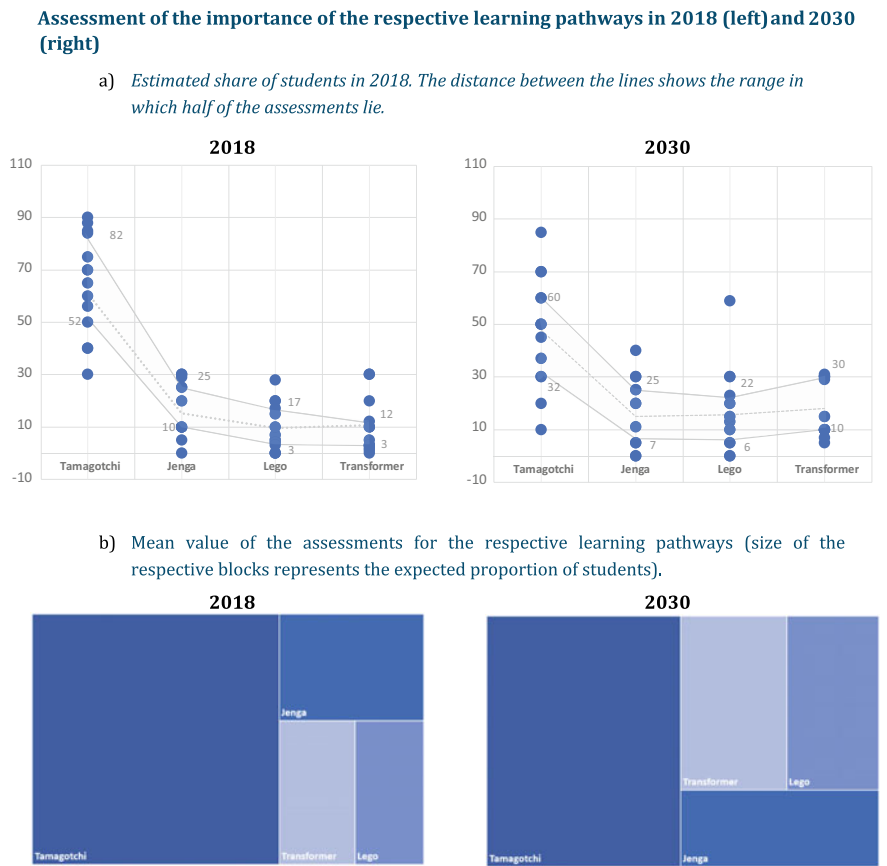 Assessment of the importance of the respective learning pathways in 2018 (left)and 2030
(right)
a) Estimated share of students in 2018. The distance between the lines shows the range in
which half of the assessments lie.
2018
110
90
70
50
30
10
-10
82
52
25
10
17
3
12
3
Tamagotchi Jenga Lego Transformer
2030
110
90
70
50
30
10
-10
60
32
25
7
22
6
30
10
Tamagotchi Jenga Lego Transformer
b) Mean value of the assessments for the respective learning pathways (size of the
respective blocks represents the expected proportion of students).
2018
Jenga
Tamagotchi
Transformer
Lego
2030
Transformer
Lego
Tamagotchi
Jenga